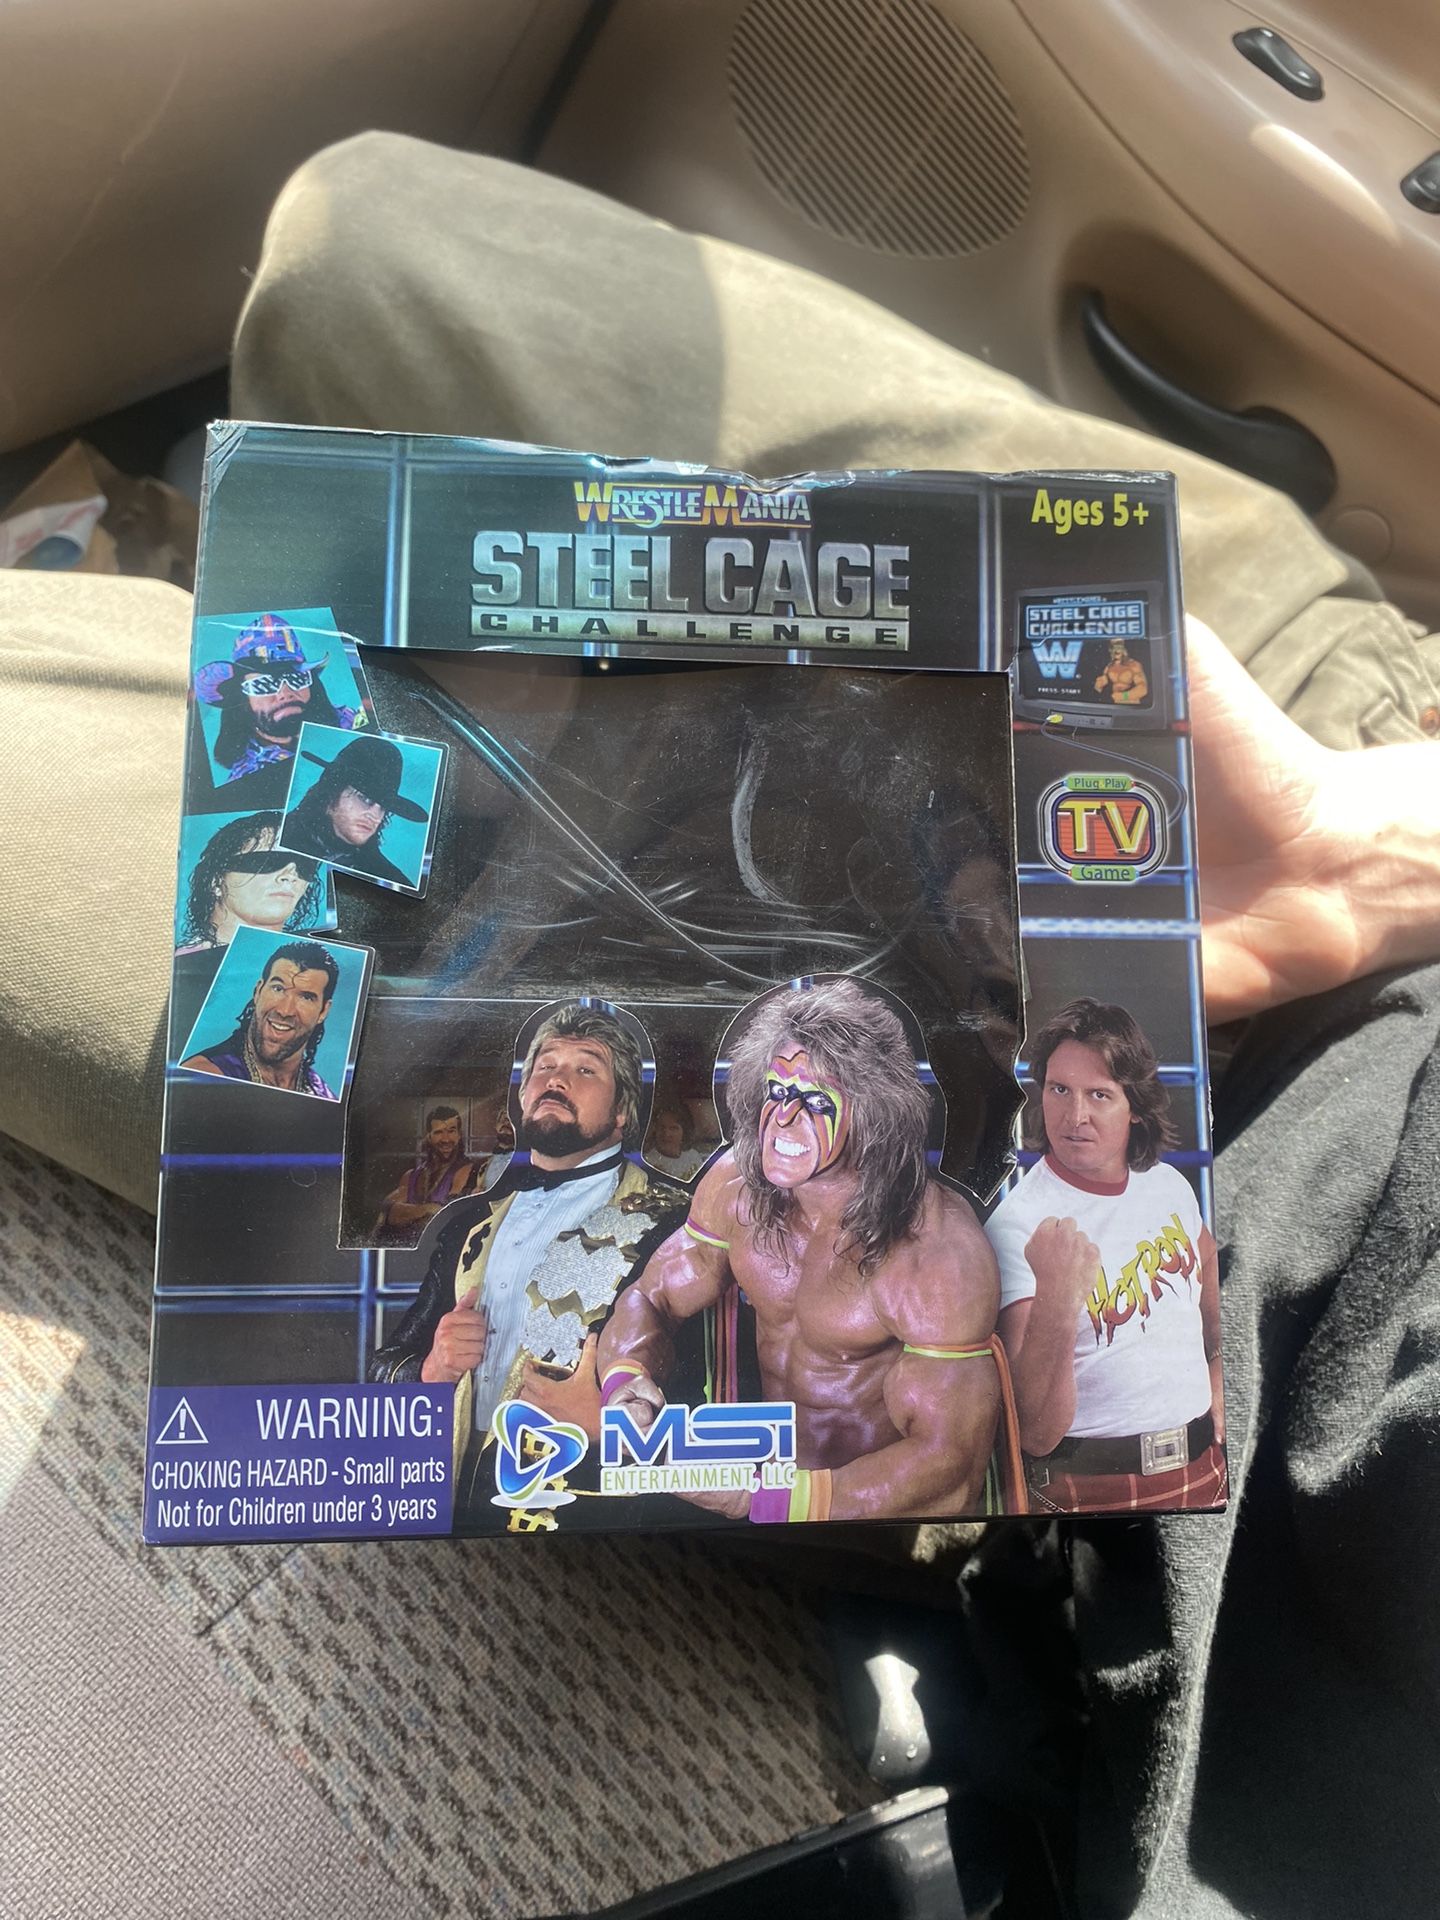 WRESTLEMANIA
STEEL CAGE
CHALLENGE
Ages 5+
STEEL CAGE
CHALLENGE
W
PRESS START
Plug Play
TV
Game
HOT ROD
$
WARNING:
CHOKING HAZARD - Small parts
Not for Children under 3 years
MSi
ENTERTAINMENT, LLC